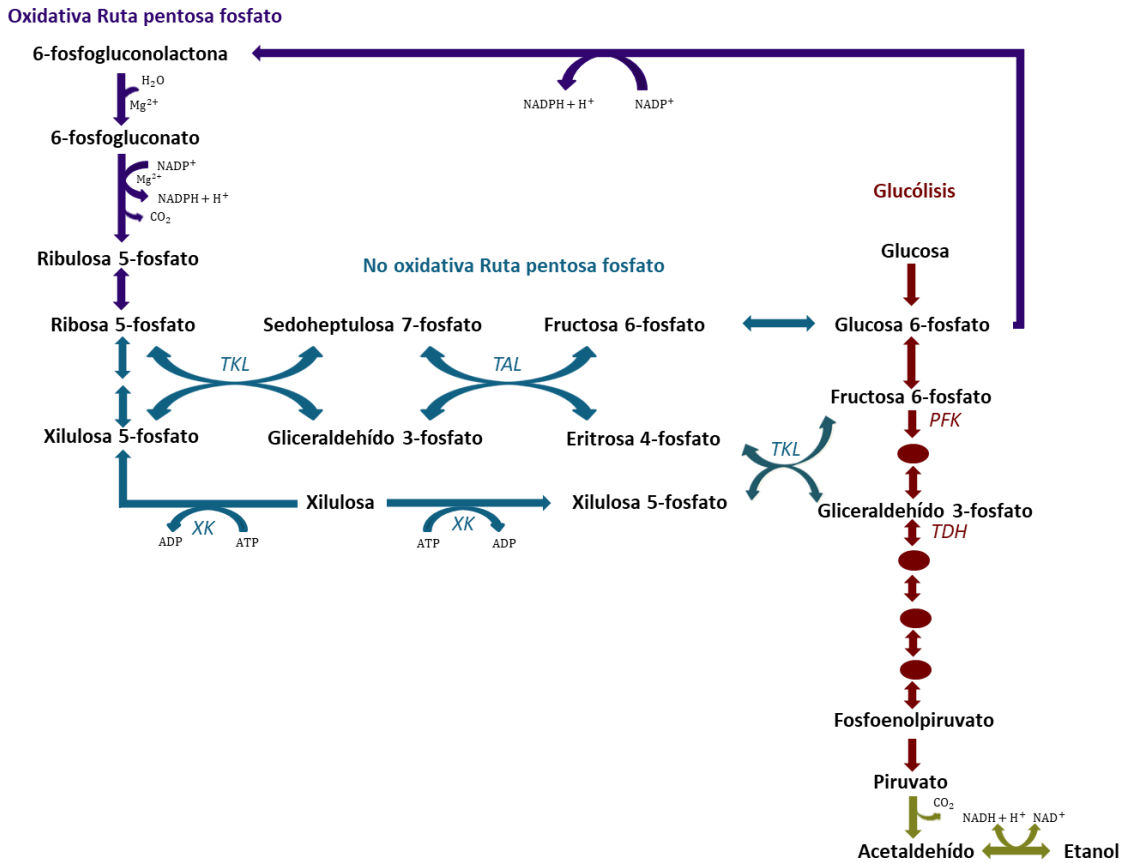 Oxidativa Ruta pentosa fosfato
6-fosfogluconolactona
H₂O
Mg²⁺
NADPH + H⁺
NADP⁺
6-fosfogluconato
NADP⁺
Mg²⁺
NADPH + H⁺
CO₂
Glucólisis
Ribulosa 5-fosfato
No oxidativa Ruta pentosa fosfato
Glucosa
Ribosa 5-fosfato
Sedoheptulosa 7-fosfato
Fructosa 6-fosfato
Glucosa 6-fosfato
TKL
TAL
Fructosa 6-fosfato
PFK
Xilulosa 5-fosfato
Gliceraldehído 3-fosfato
Eritrosa 4-fosfato
TKL
Xilulosa
Xilulosa 5-fosfato
Gliceraldehído 3-fosfato
XK
XK
TDH
ADP
ATP
ATP
ADP
Fosfoenolpiruvato
Piruvato
CO₂
NADH + H⁺
NAD⁺
Acetaldehído
Etanol